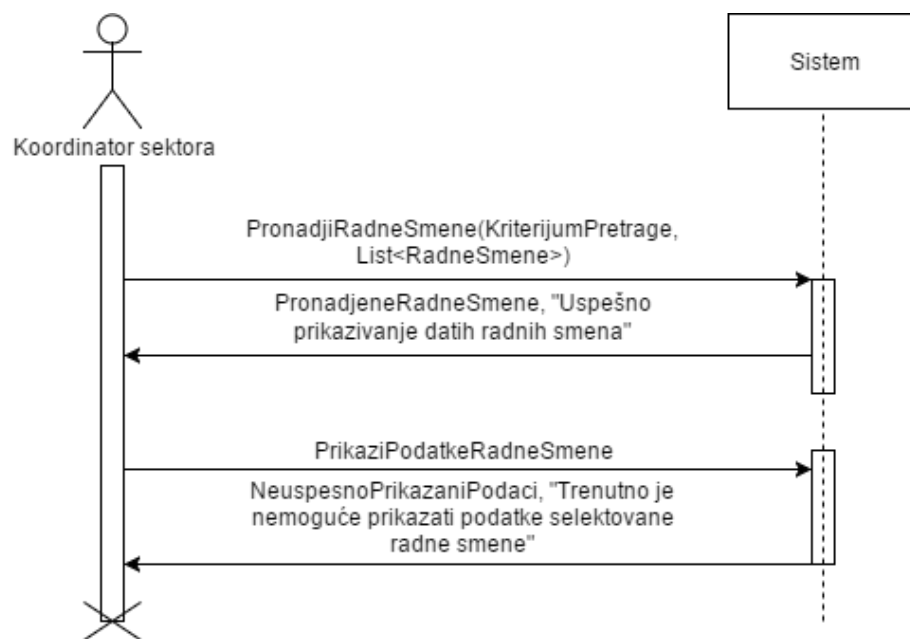 Sistem
Koordinator sektora
PronadjiRadneSmene(KriterijumPretrage,
List<RadneSmene>)
PronadjeneRadneSmene, "Uspešno
prikazivanje datih radnih smena"
PrikaziPodatkeRadneSmene
NeuspesnoPrikazaniPodaci, "Trenutno je
nemoguće prikazati podatke selektovane
radne smene"